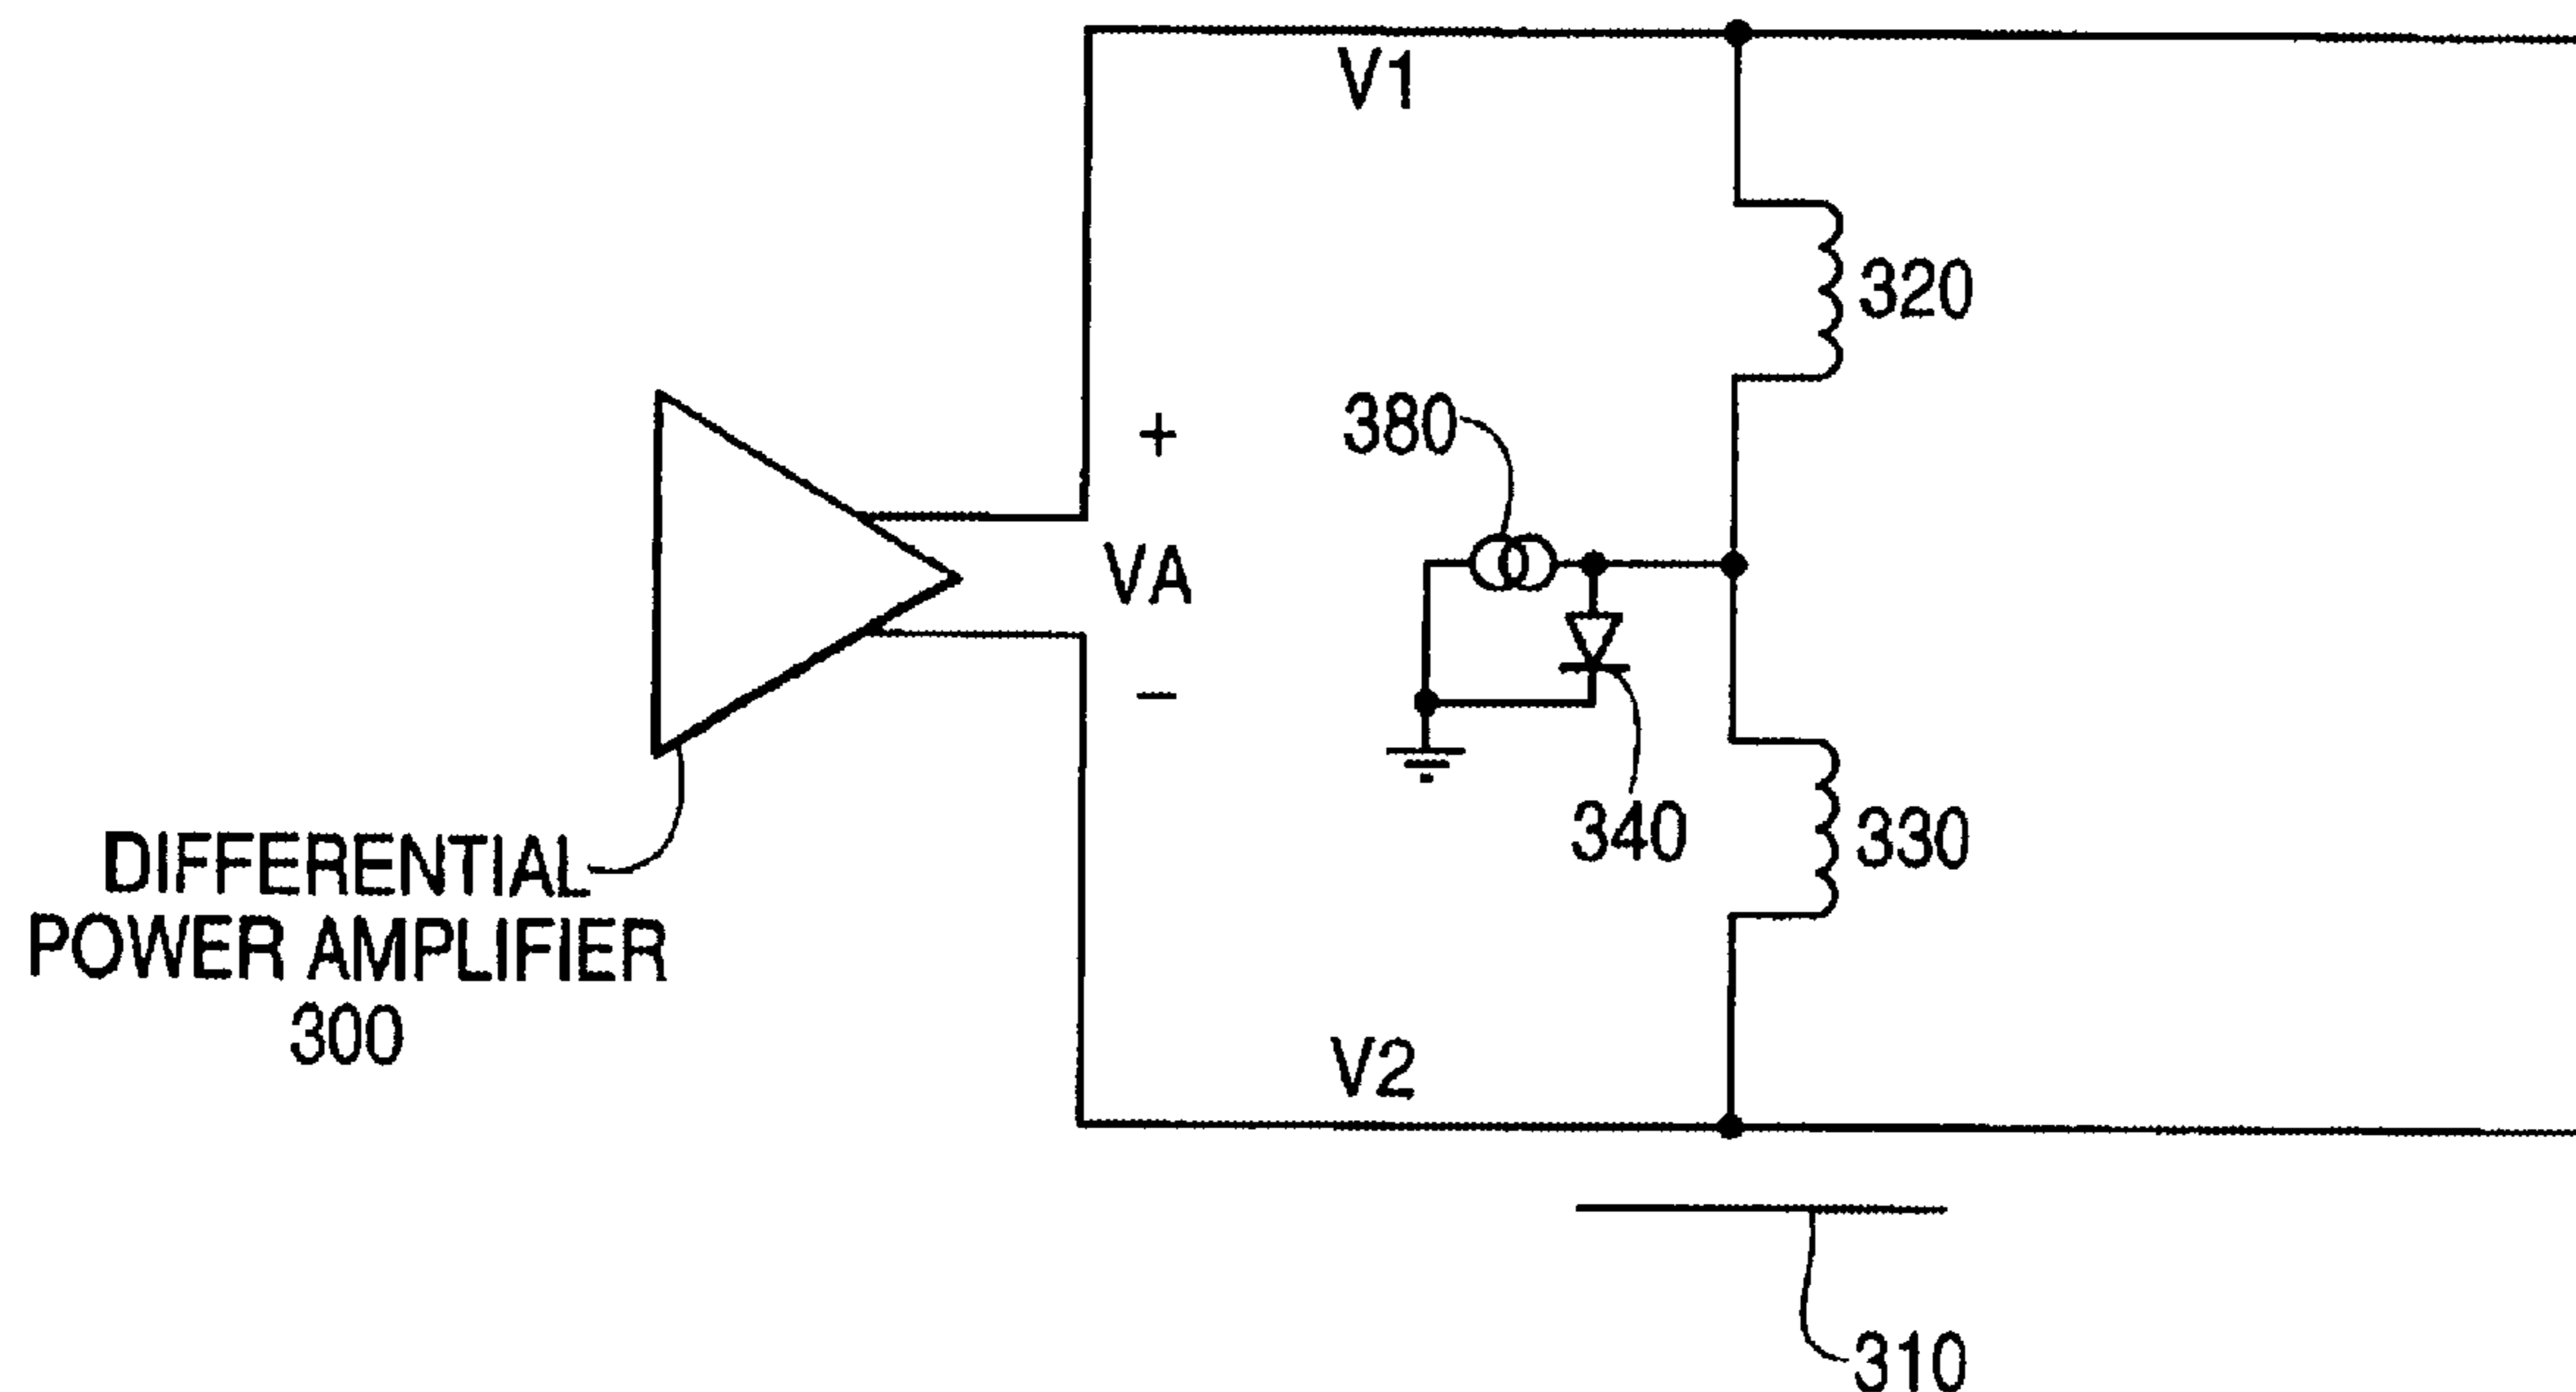 V1
320
380
+
VA
−
340
330
DIFFERENTIAL
POWER AMPLIFIER
300
V2
310